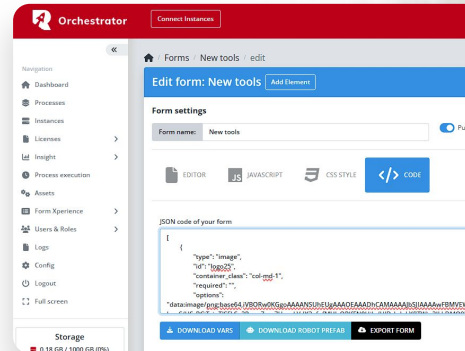 Orchestrator
Connect Instances
Forms / New tools / edit
Navigation
Dashboard
Processes
Instances
Licenses
Insight
Process execution
Assets
Form Xperience
Users & Roles
Logs
Config
Logout
Full screen
Storage
0.18 GB / 1000 GB (0%)
Edit form: New tools
Add Element
Form settings
Form name:
New tools
Pu
EDITOR
JS
JAVASCRIPT
CSS STYLE
</> CODE
JSON code of your form
[
{
"type": "image",
"id": "logo25",
"container_class": "col-md-1",
"required": "",
"options":
DOWNLOAD VARS
DOWNLOAD ROBOT PREFAB
EXPORT FORM